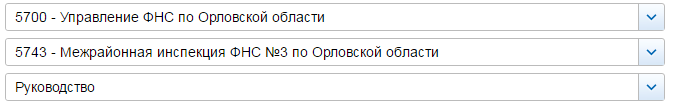 5700 - Управление ФНС по Орловской области
5743 - Межрайонная инспекция ФНС №3 по Орловской области
Руководство